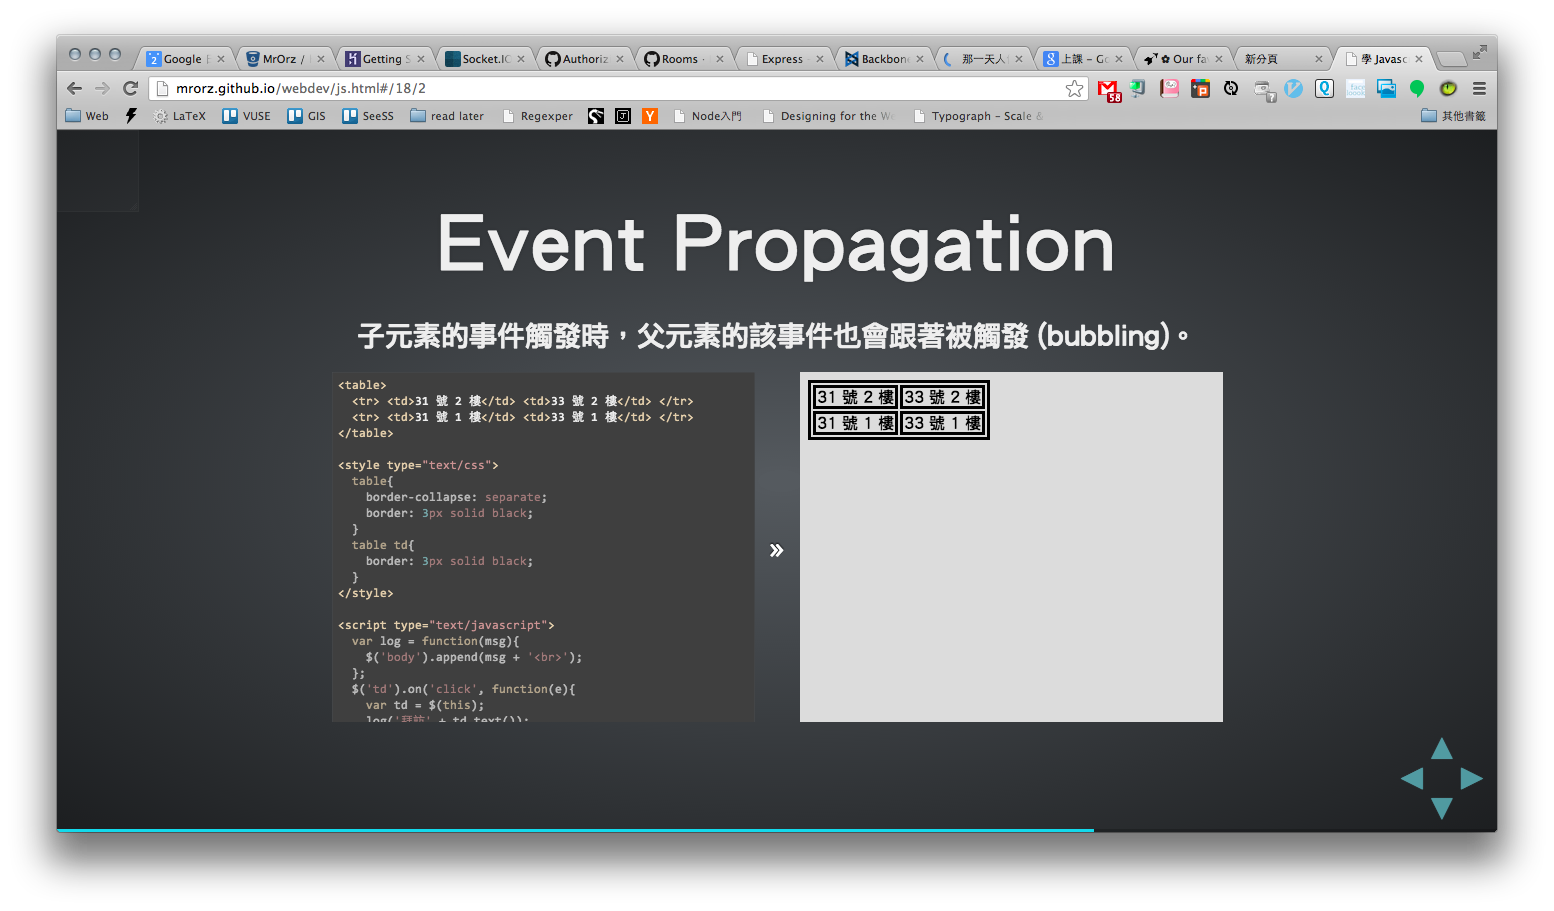 Google
MrOrz /
Getting S
Socket.IO
Authoriz
Rooms
Express
Backbon
那一天人
上課 – Go
Our fa
新分頁
學 Javasc
mrorz.github.io/webdev/js.html#/18/2
58
Web
LaTeX
VUSE
GIS
SeeSS
read later
Regexper
Node入門
Designing for the W
Typograph – Scale &
其他書籤
Event Propagation
子元素的事件觸發時，父元素的該事件也會跟著被觸發 (bubbling)。
<table>
<tr> <td>31 號 2 樓</td> <td>33 號 2 樓</td> </tr>
<tr> <td>31 號 1 樓</td> <td>33 號 1 樓</td> </tr>
</table>
<style type="text/css">
table{
border-collapse: separate;
border: 3px solid black;
}
table td{
border: 3px solid black;
}
</style>
<script type="text/javascript">
var log = function(msg){
$('body').append(msg + '<br>');
};
$('td').on('click', function(e){
var td = $(this);
log('拜訪' + td.text());
»
31 號 2 樓 33 號 2 樓
31 號 1 樓 33 號 1 樓